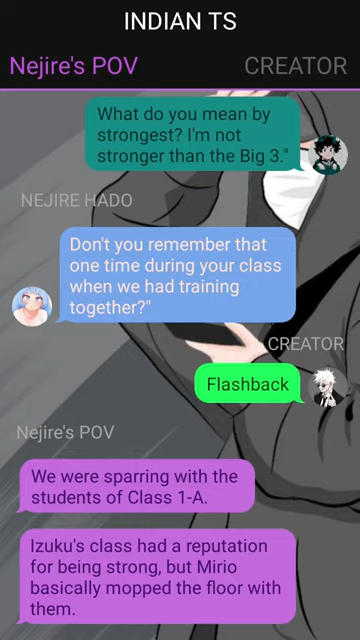 INDIAN TS
Nejire's POV
CREATOR
What do you mean by
strongest? I'm not
stronger than the Big 3."
NEJIRE HADO
Don't you remember that
one time during your class
when we had training
together?"
CREATOR
Flashback
Nejire's POV
We were sparring with the
students of Class 1-A.
Izuku's class had a reputation
for being strong, but Mirio
basically mopped the floor with
them.